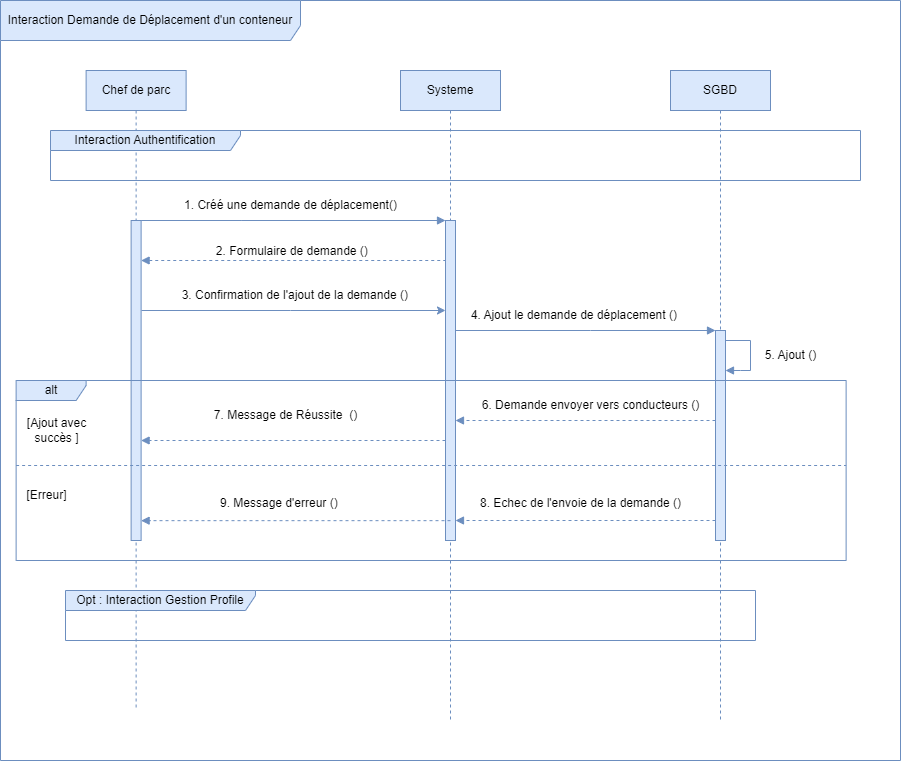 Interaction Demande de Déplacement d'un conteneur
Chef de parc
Systeme
SGBD
Interaction Authentification
1. Créé une demande de déplacement()
2. Formulaire de demande ()
3. Confirmation de l'ajout de la demande ()
4. Ajout le demande de déplacement ()
5. Ajout ()
alt
[Ajout avec
succès ]
6. Demande envoyer vers conducteurs ()
7. Message de Réussite ()
[Erreur]
8. Echec de l'envoie de la demande ()
9. Message d'erreur ()
Opt : Interaction Gestion Profile